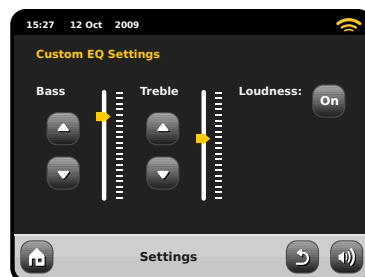 15:27 12 Oct 2009
Custom EQ Settings
Bass Treble Loudness:
On
Settings